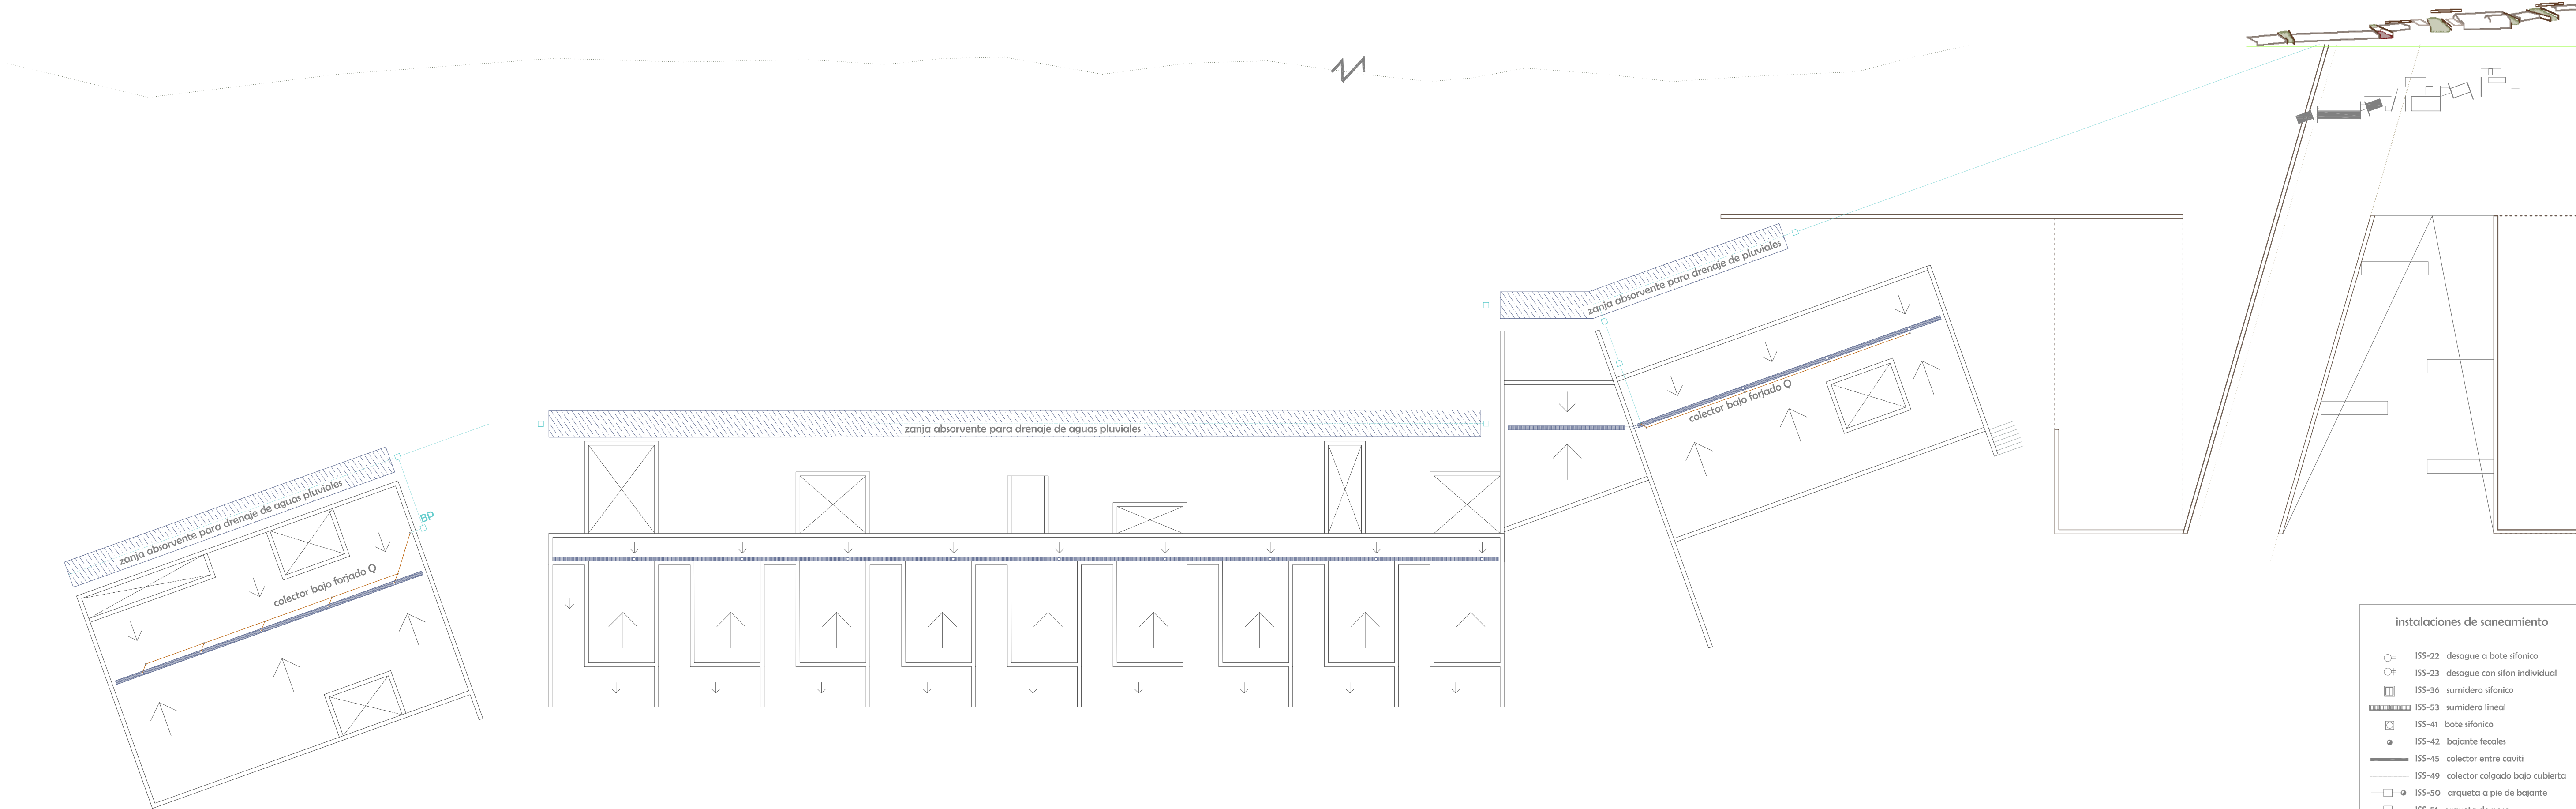 zanja absorvente para drenaje de pluviales
colector bajo forjado Q
zanja absorvente para drenaje de aguas pluviales
zanja absorvente para drenaje de aguas pluviales
BP
colector bajo forjado Q
instalaciones de saneamiento
ISS-22 desague a bote sifonico
ISS-23 desague con sifon individual
ISS-36 sumidero sifonico
ISS-53 sumidero lineal
ISS-41 bote sifonico
ISS-42 bajante fecales
ISS-45 colector entre caviti
ISS-49 colector colgado bajo cubierta
ISS-50 arqueta a pie de bajante